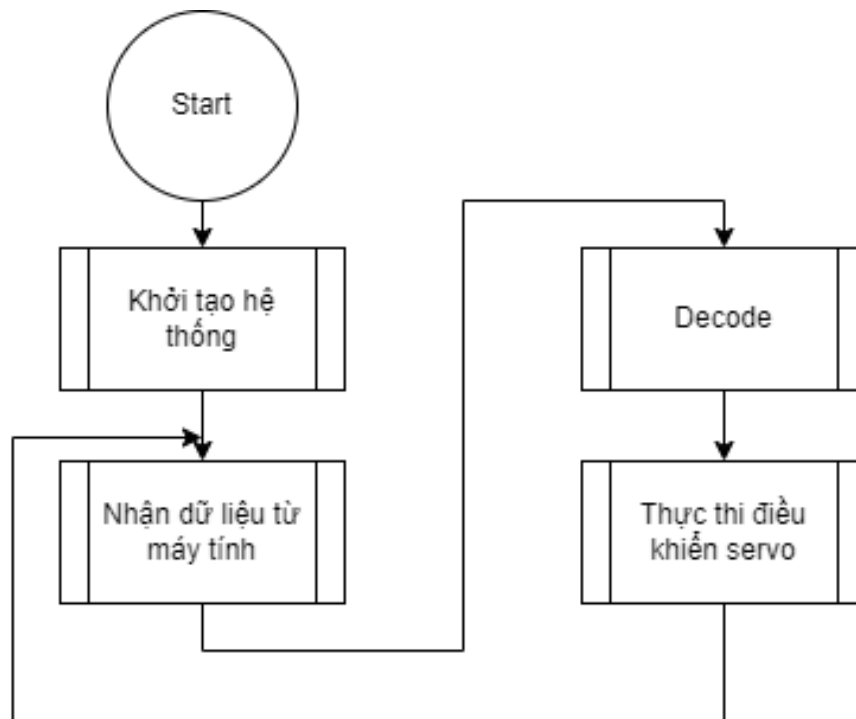 Start
Khởi tạo hệ
thống
Nhận dữ liệu từ
máy tính
Decode
Thực thi điều
khiển servo